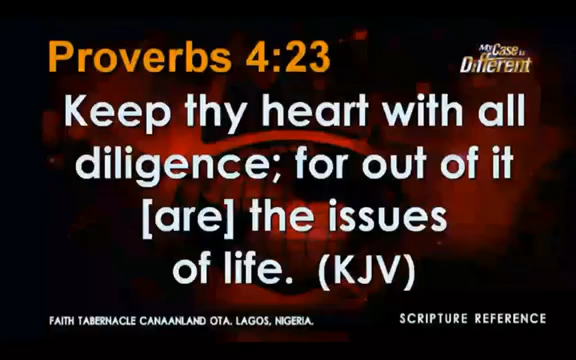 Proverbs 4:23
My Case is
Different
Keep thy heart with all
diligence; for out of it
[are] the issues
of life. (KJV)
FAITH TABERNACLE CANAANLAND OTA. LAGOS, NIGERIA.
SCRIPTURE REFERENCE